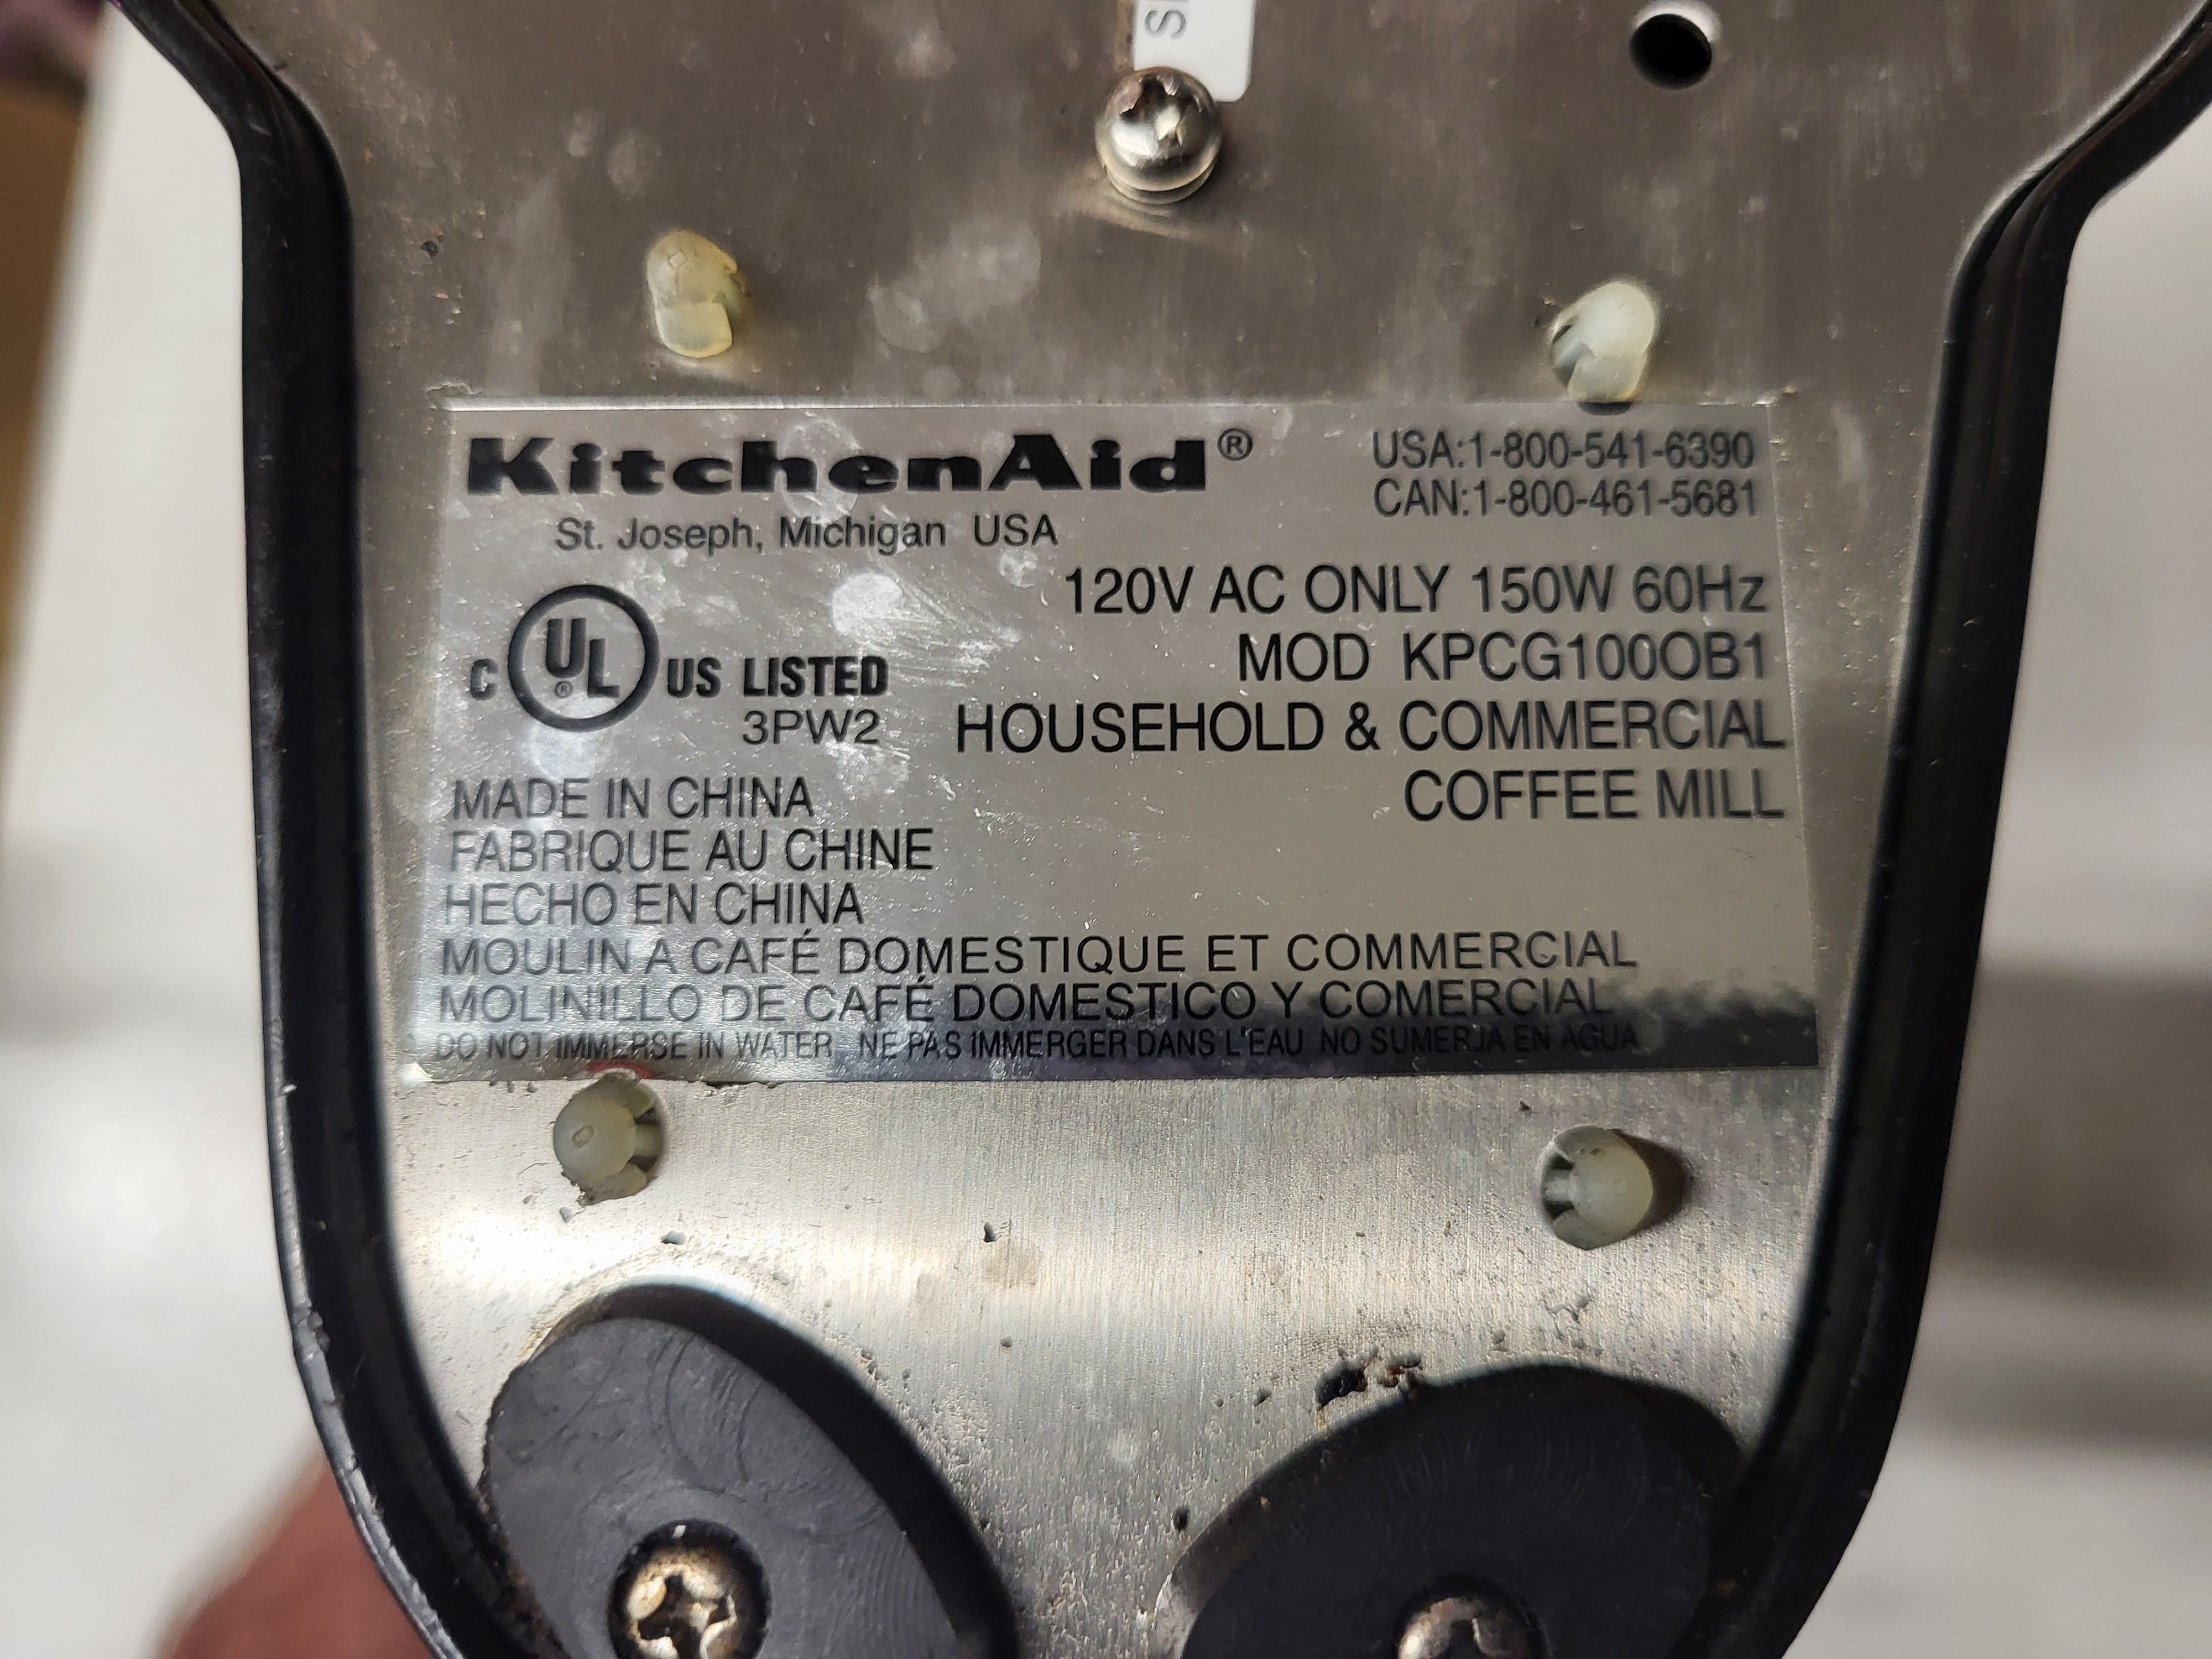 KitchenAid®
St. Joseph, Michigan USA
USA:1-800-541-6390
CAN:1-800-461-5681
120V AC ONLY 150W 60Hz
MOD KPCG100OB1
HOUSEHOLD & COMMERCIAL
COFFEE MILL
C UL® US LISTED
3PW2
MADE IN CHINA
FABRIQUE AU CHINE
HECHO EN CHINA
MOULIN A CAFÉ DOMESTIQUE ET COMMERCIAL
MOLINILLO DE CAFÉ DOMESTICO Y COMERCIAL
DO NOT IMMERSE IN WATER NE PAS IMMERGER DANS L'EAU NO SUMERJA EN AGUA